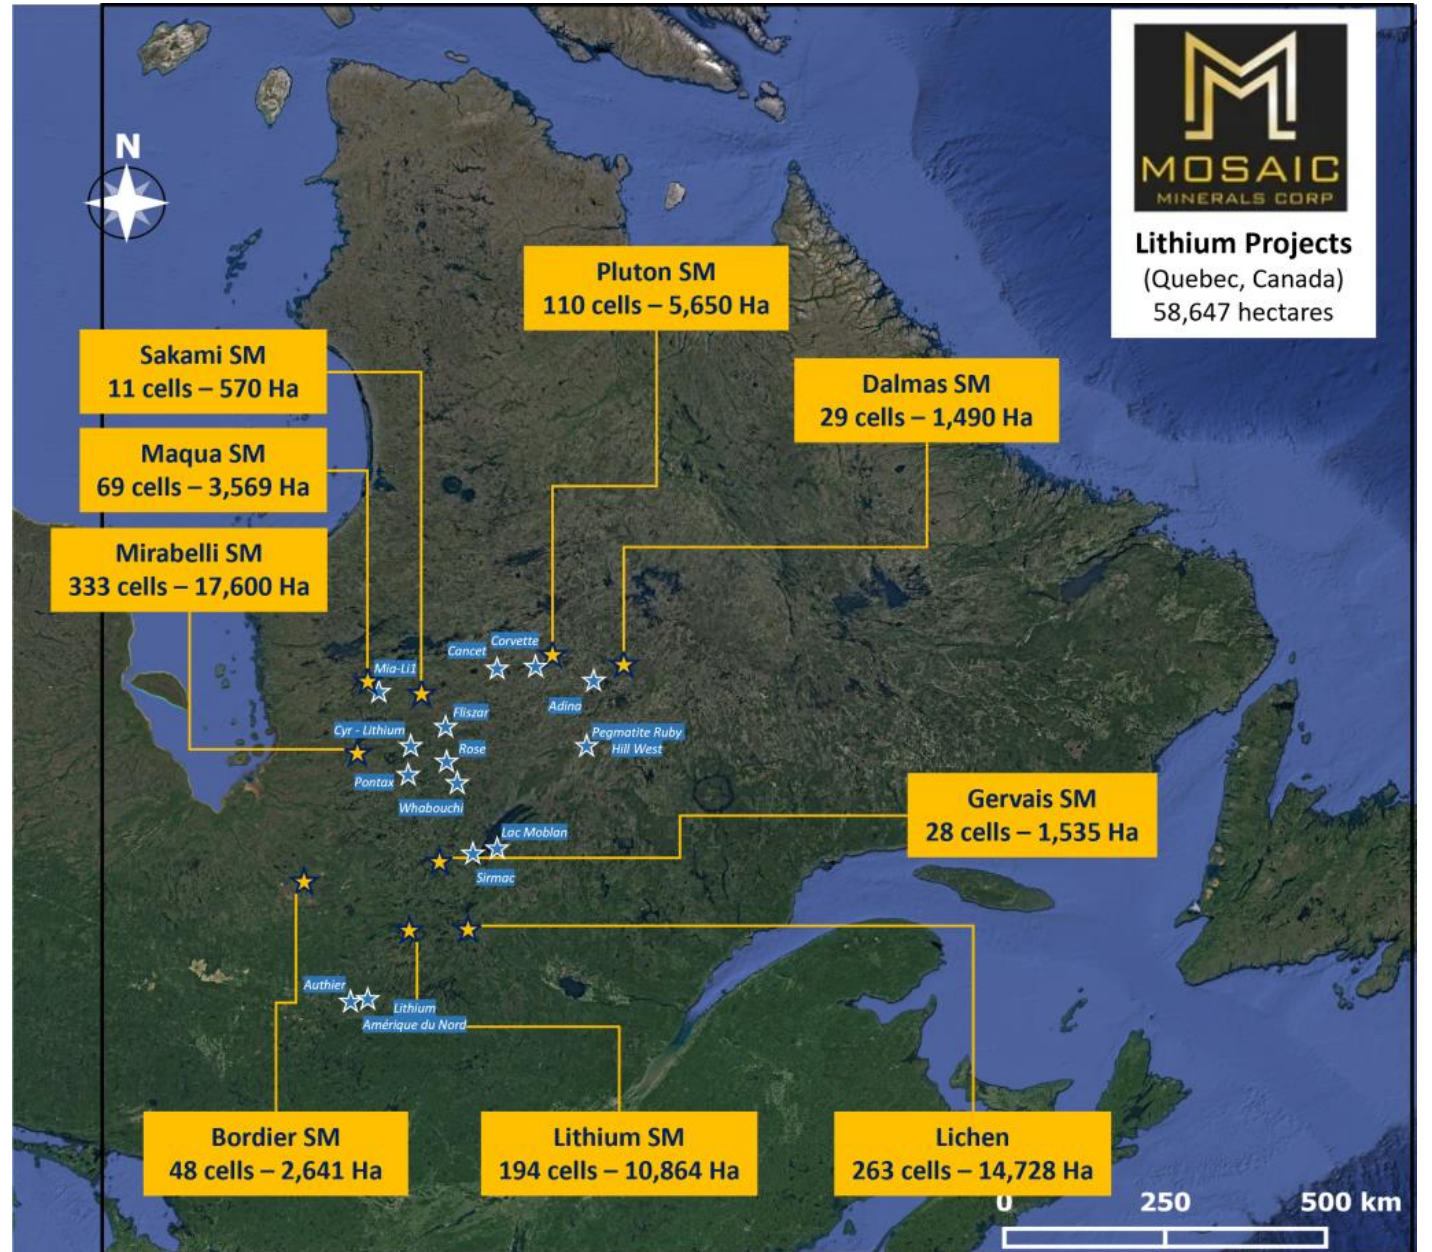 M
MOSAIC
MINERALS CORP
Lithium Projects
(Quebec, Canada)
58,647 hectares
N
Pluton SM
110 cells – 5,650 Ha
Sakami SM
11 cells – 570 Ha
Dalmas SM
29 cells – 1,490 Ha
Maqua SM
69 cells – 3,569 Ha
Mirabelli SM
333 cells – 17,600 Ha
Corvette
Cancet
Mia-Li1
Adina
Fliszar
Cyr - Lithium
Pegmatite Ruby
Hill West
Rose
Pontax
Whabouchi
Gervais SM
28 cells – 1,535 Ha
Lac Moblan
Sirmac
Authier
Lithium
Amérique du Nord
Bordier SM
48 cells – 2,641 Ha
Lithium SM
194 cells – 10,864 Ha
Lichen
263 cells – 14,728 Ha
0 250 500 km